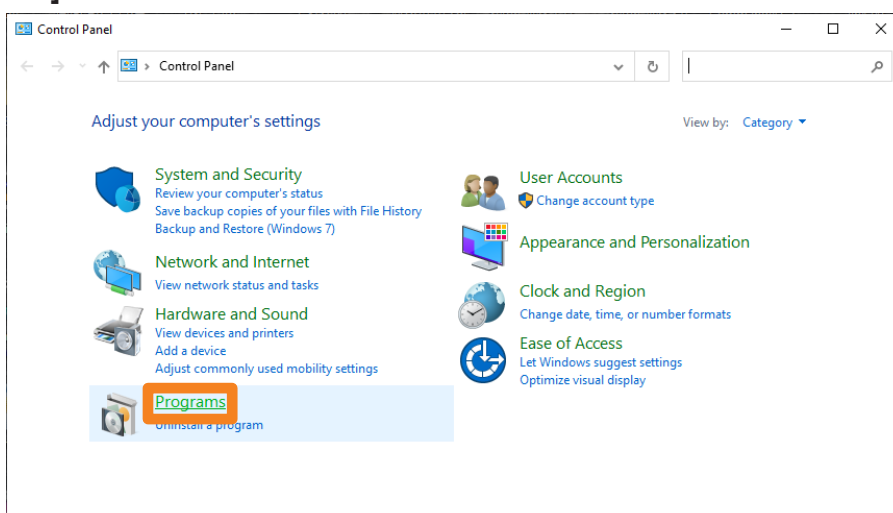 Control Panel
Control Panel
Adjust your computer's settings
View by: Category
System and Security
Review your computer's status
Save backup copies of your files with File History
Backup and Restore (Windows 7)
Network and Internet
View network status and tasks
Hardware and Sound
View devices and printers
Add a device
Adjust commonly used mobility settings
Programs
Uninstall a program
User Accounts
Change account type
Appearance and Personalization
Clock and Region
Change date, time, or number formats
Ease of Access
Let Windows suggest settings
Optimize visual display